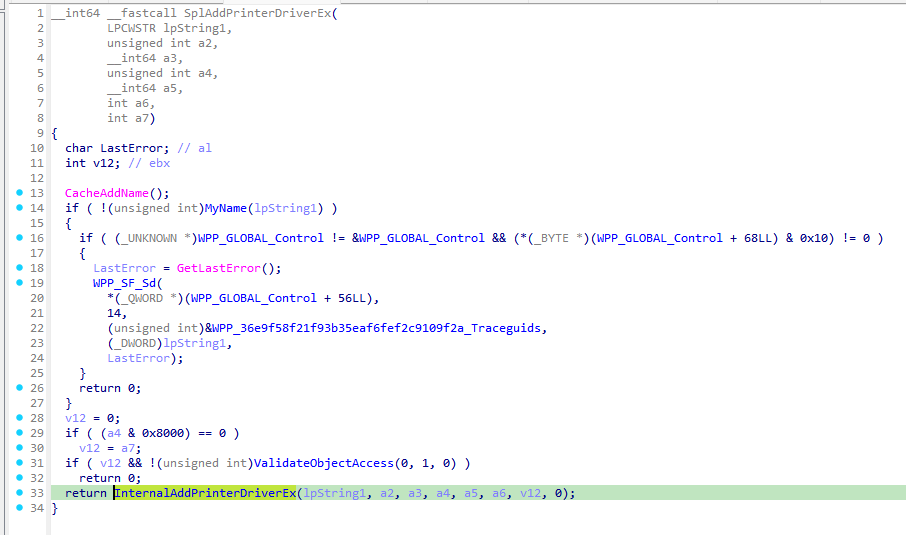 1 __int64 __fastcall SplAddPrinterDriverEx(
2 LPCWSTR lpString1,
3 unsigned int a2,
4 __int64 a3,
5 unsigned int a4,
6 __int64 a5,
7 int a6,
8 int a7)
9 {
10 char LastError; // al
11 int v12; // ebx
12
13 CacheAddName();
14 if ( !(unsigned int)MyName(lpString1) )
15 {
16 if ( (_UNKNOWN *)WPP_GLOBAL_Control != &WPP_GLOBAL_Control && (*(_BYTE *)(WPP_GLOBAL_Control + 68LL) & 0x10) != 0 )
17 {
18 LastError = GetLastError();
19 WPP_SF_Sd(
20 *(_QWORD *)(WPP_GLOBAL_Control + 56LL),
21 14,
22 (unsigned int)&WPP_36e9f58f21f93b35eaf6fef2c9109f2a_Traceguids,
23 (_DWORD)lpString1,
24 LastError);
25 }
26 return 0;
27 }
28 v12 = 0;
29 if ( (a4 & 0x8000) == 0 )
30 v12 = a7;
31 if ( v12 && !(unsigned int)ValidateObjectAccess(0, 1, 0) )
32 return 0;
33 return InternalAddPrinterDriverEx(lpString1, a2, a3, a4, a5, a6, v12, 0);
34 }